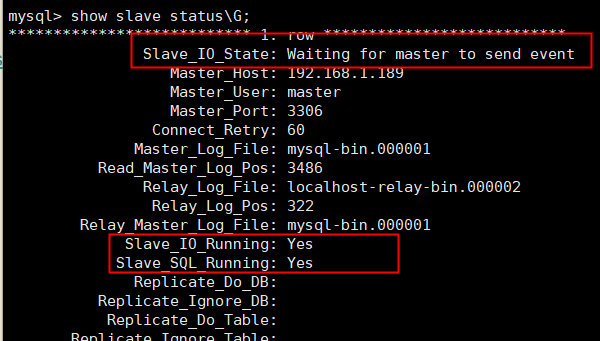 mysql> show slave status\G;
*************************** 1. row ***************************
Slave_IO_State: Waiting for master to send event
Master_Host: 192.168.1.189
Master_User: master
Master_Port: 3306
Connect_Retry: 60
Master_Log_File: mysql-bin.000001
Read_Master_Log_Pos: 3486
Relay_Log_File: localhost-relay-bin.000002
Relay_Log_Pos: 322
Relay_Master_Log_File: mysql-bin.000001
Slave_IO_Running: Yes
Slave_SQL_Running: Yes
Replicate_Do_DB:
Replicate_Ignore_DB:
Replicate_Do_Table:
Replicate_Ignore_Table: